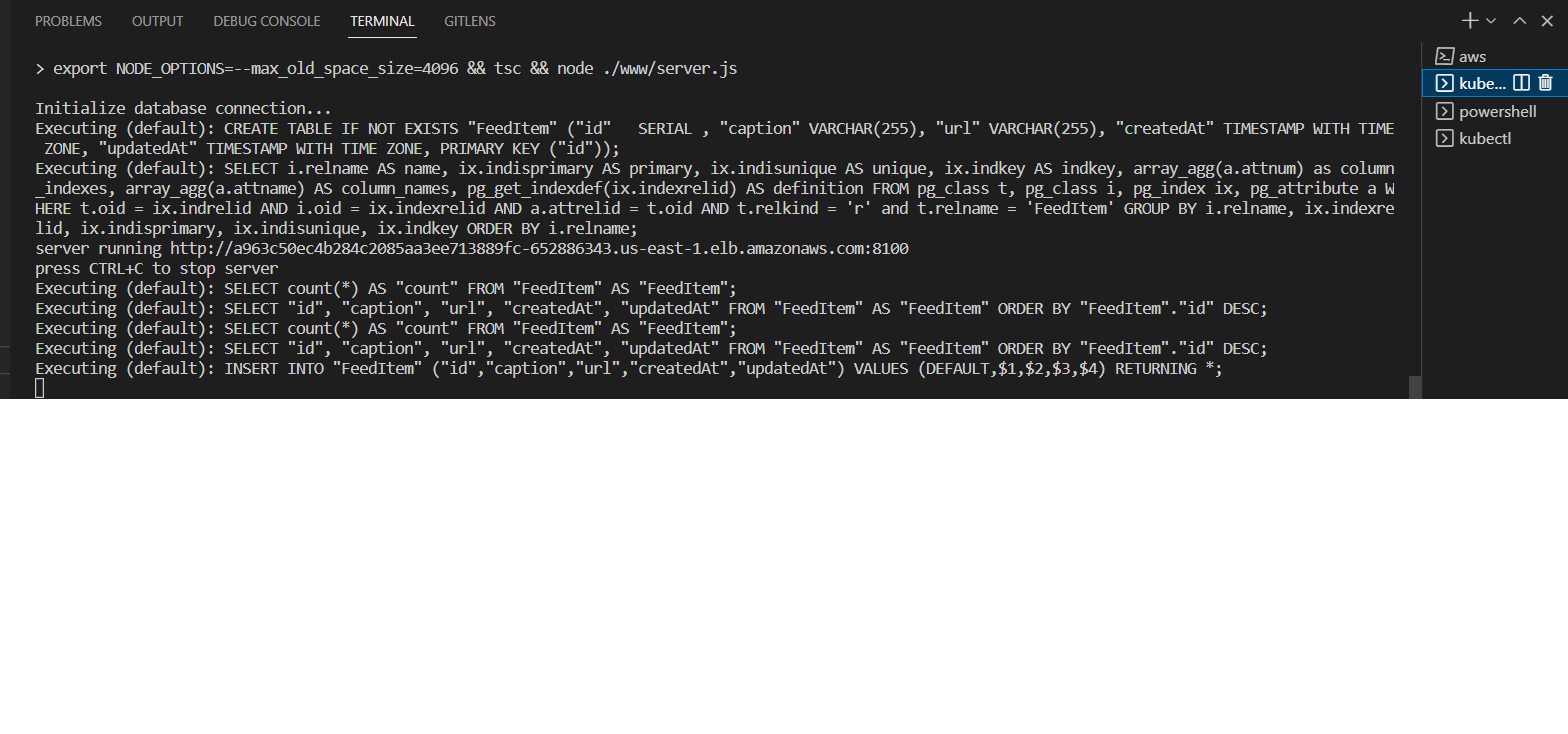 PROBLEMS OUTPUT DEBUG CONSOLE TERMINAL GITLENS
> export NODE_OPTIONS=--max_old_space_size=4096 && tsc && node ./www/server.js
Initialize database connection...
Executing (default): CREATE TABLE IF NOT EXISTS "FeedItem" ("id"   SERIAL , "caption" VARCHAR(255), "url" VARCHAR(255), "createdAt" TIMESTAMP WITH TIME
 ZONE, "updatedAt" TIMESTAMP WITH TIME ZONE, PRIMARY KEY ("id"));
Executing (default): SELECT i.relname AS name, ix.indisprimary AS primary, ix.indisunique AS unique, ix.indkey AS indkey, array_agg(a.attnum) as column
_indexes, array_agg(a.attname) AS column_names, pg_get_indexdef(ix.indexrelid) AS definition FROM pg_class t, pg_class i, pg_index ix, pg_attribute a W
HERE t.oid = ix.indrelid AND i.oid = ix.indexrelid AND a.attrelid = t.oid AND t.relkind = 'r' and t.relname = 'FeedItem' GROUP BY i.relname, ix.indexre
lid, ix.indisprimary, ix.indisunique, ix.indkey ORDER BY i.relname;
server running http://a963c50ec4b284c2085aa3ee713889fc-652886343.us-east-1.elb.amazonaws.com:8100
press CTRL+C to stop server
Executing (default): SELECT count(*) AS "count" FROM "FeedItem" AS "FeedItem";
Executing (default): SELECT "id", "caption", "url", "createdAt", "updatedAt" FROM "FeedItem" AS "FeedItem" ORDER BY "FeedItem"."id" DESC;
Executing (default): SELECT count(*) AS "count" FROM "FeedItem" AS "FeedItem";
Executing (default): SELECT "id", "caption", "url", "createdAt", "updatedAt" FROM "FeedItem" AS "FeedItem" ORDER BY "FeedItem"."id" DESC;
Executing (default): INSERT INTO "FeedItem" ("id","caption","url","createdAt","updatedAt") VALUES (DEFAULT,$1,$2,$3,$4) RETURNING *;
aws
kube...
powershell
kubectl